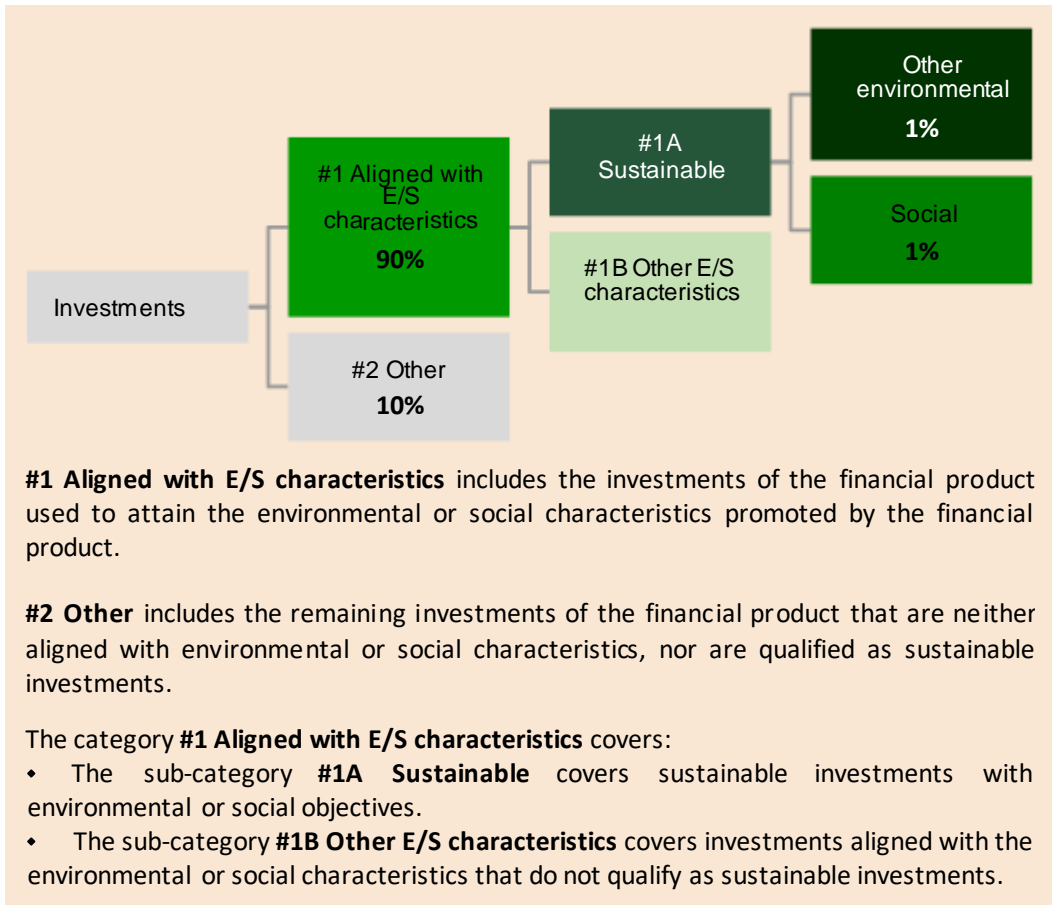 Other
environmental
1%
#1A
Sustainable
#1 Aligned with
E/S
characteristics
90%
Social
1%
#1B Other E/S
characteristics
Investments
#2 Other
10%
#1 Aligned with E/S characteristics includes the investments of the financial product
used to attain the environmental or social characteristics promoted by the financial
product.
#2 Other includes the remaining investments of the financial product that are neither
aligned with environmental or social characteristics, nor are qualified as sustainable
investments.
The category #1 Aligned with E/S characteristics covers:
• The sub-category #1A Sustainable covers sustainable investments with
environmental or social objectives.
• The sub-category #1B Other E/S characteristics covers investments aligned with the
environmental or social characteristics that do not qualify as sustainable investments.